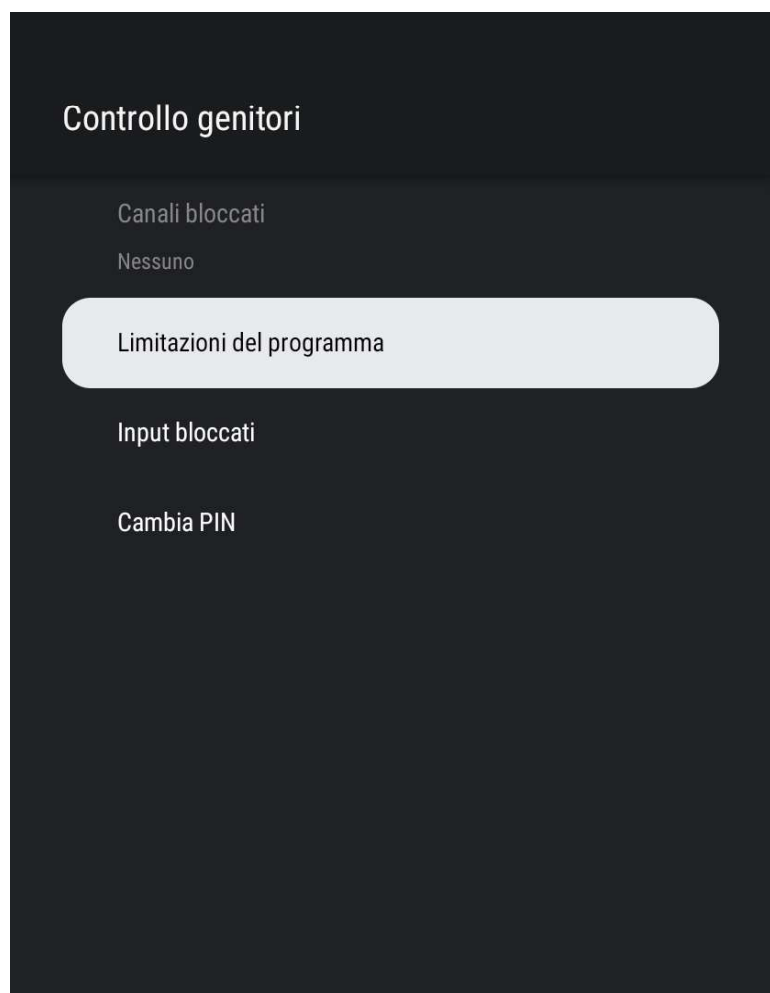 Controllo genitori
Canali bloccati
Nessuno
Limitazioni del programma
Input bloccati
Cambia PIN